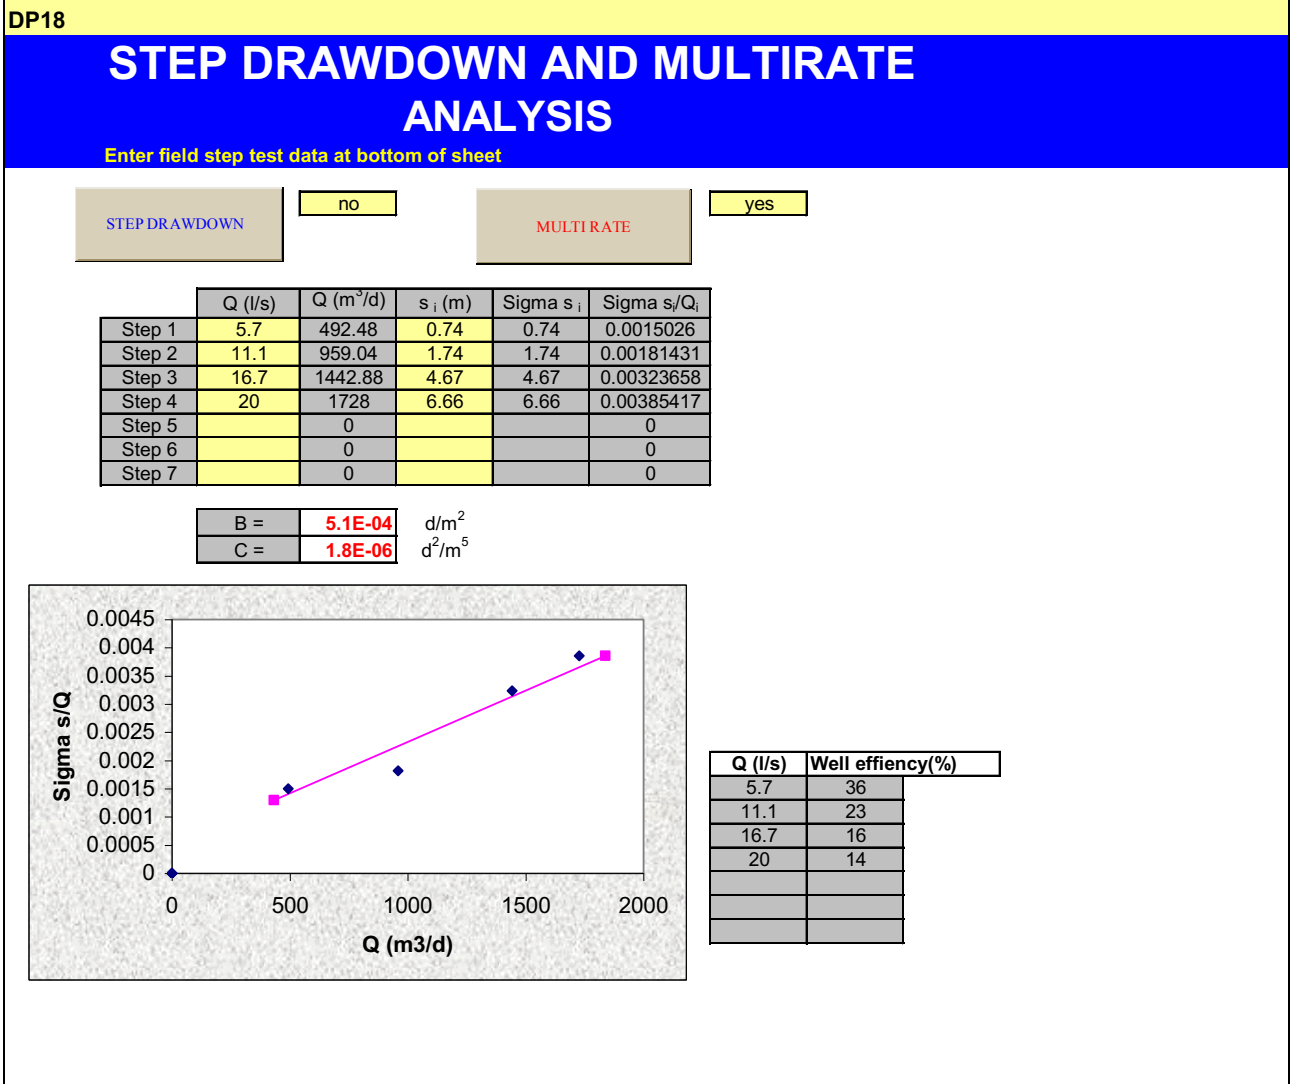 DP18
STEP DRAWDOWN AND MULTIRATE
ANALYSIS
Enter field step test data at bottom of sheet
STEP DRAWDOWN no MULTI RATE yes
Q (l/s) Q (m³/d) s i (m) Sigma s i Sigma si/Qi
Step 1 5.7 492.48 0.74 0.74 0.0015026
Step 2 11.1 959.04 1.74 1.74 0.00181431
Step 3 16.7 1442.88 4.67 4.67 0.00323658
Step 4 20 1728 6.66 6.66 0.00385417
Step 5 0 0
Step 6 0 0
Step 7 0 0
B = 5.1E-04 d/m²
C = 1.8E-06 d²/m⁵
Sigma s/Q
0.0045
0.004
0.0035
0.003
0.0025
0.002
0.0015
0.001
0.0005
0
0 500 1000 1500 2000
Q (m3/d)
Q (l/s) Well effiency(%)
5.7 36
11.1 23
16.7 16
20 14